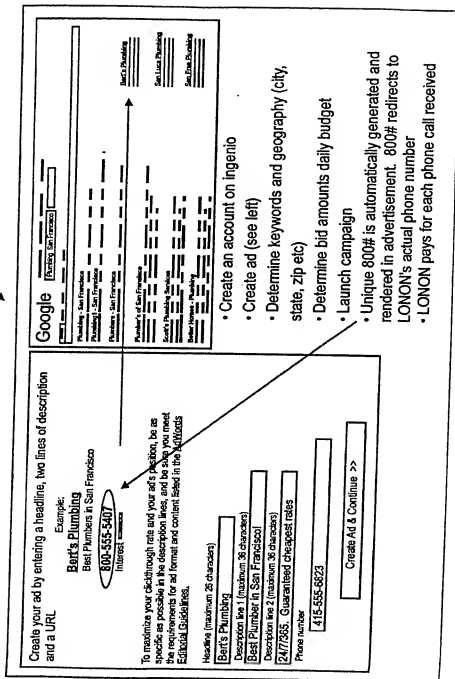 Create your ad by entering a headline, two lines of description
and a URL
Example:
Bert's Plumbing
Best Plumbers in San Francisco
800-555-5407
Interest
To maximize your clickthrough rate and your ad's position, be as
specific as possible in the description lines, and be sure you meet
the requirements for ad format and content listed in the AdWords
Editorial Guidelines.
Headline (maximum 25 characters)
Bert's Plumbing
Description line 1 (maximum 36 characters)
Best Plumber in San Francisco!
Description line 2 (maximum 36 characters)
24/7/365. Guaranteed cheapest rates
Phone number
415-555-6823
Create Ad & Continue >>
Google
Plumbing San Francisco
Plumbing - San Francisco
Plumbing1 - San Francisco
Plumbers - San Francisco
Plumber's of San Francisco
Scott's Plumbing Services
Better Homes - Plumbing
Bert's Plumbing
San Luca Plumbing
San Fran Plumbing
• Create an account on ingenio
• Create ad (see left)
• Determine keywords and geography (city,
state, zip etc)
• Determine bid amounts daily budget
• Launch campaign
• Unique 800# is automatically generated and
rendered in advertisement. 800# redirects to
LONON's actual phone number
• LONON pays for each phone call received